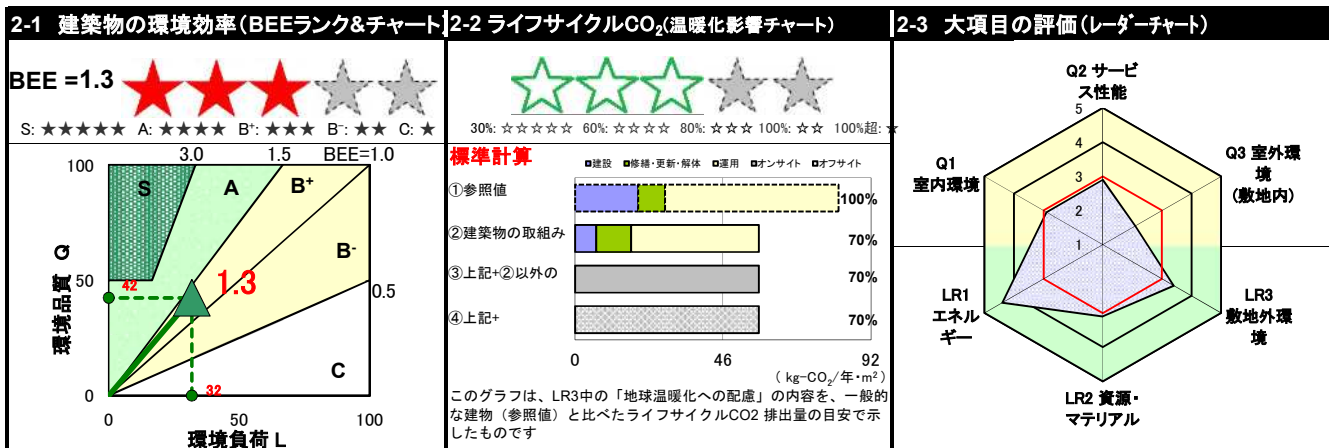 2-1 建築物の環境効率(BEEランク&チャート)
BEE =1.3
S: ★★★★★ A: ★★★★ B⁺: ★★★ B⁻: ★★ C: ★
3.0 1.5 BEE=1.0
100
S A B⁺
B⁻
環境品質 Q
50
42
1.3
0.5
C
0
32
0 50 100
環境負荷 L
2-2 ライフサイクルCO₂(温暖化影響チャート)
30%: ☆☆☆☆☆ 60%: ☆☆☆☆ 80%: ☆☆☆ 100%: ☆☆ 100%超: ☆
標準計算
■建設 ■修繕・更新・解体 ■運用 ■オンサイト ■オフサイト
①参照値 100%
②建築物の取組み 70%
③上記+②以外の 70%
④上記+ 70%
0 46 92
( kg-CO₂/年・m²)
このグラフは、LR3中の「地球温暖化への配慮」の内容を、一般的
な建物(参照値)と比べたライフサイクルCO2 排出量の目安で示
したものです
2-3 大項目の評価(レーダーチャート)
Q2 サービ
ス性能
5
4
3
2
1
Q1
室内環境
Q3 室外環
境
(敷地内)
LR1
エネル
ギー
LR3
敷地外環
境
LR2 資源・
マテリアル